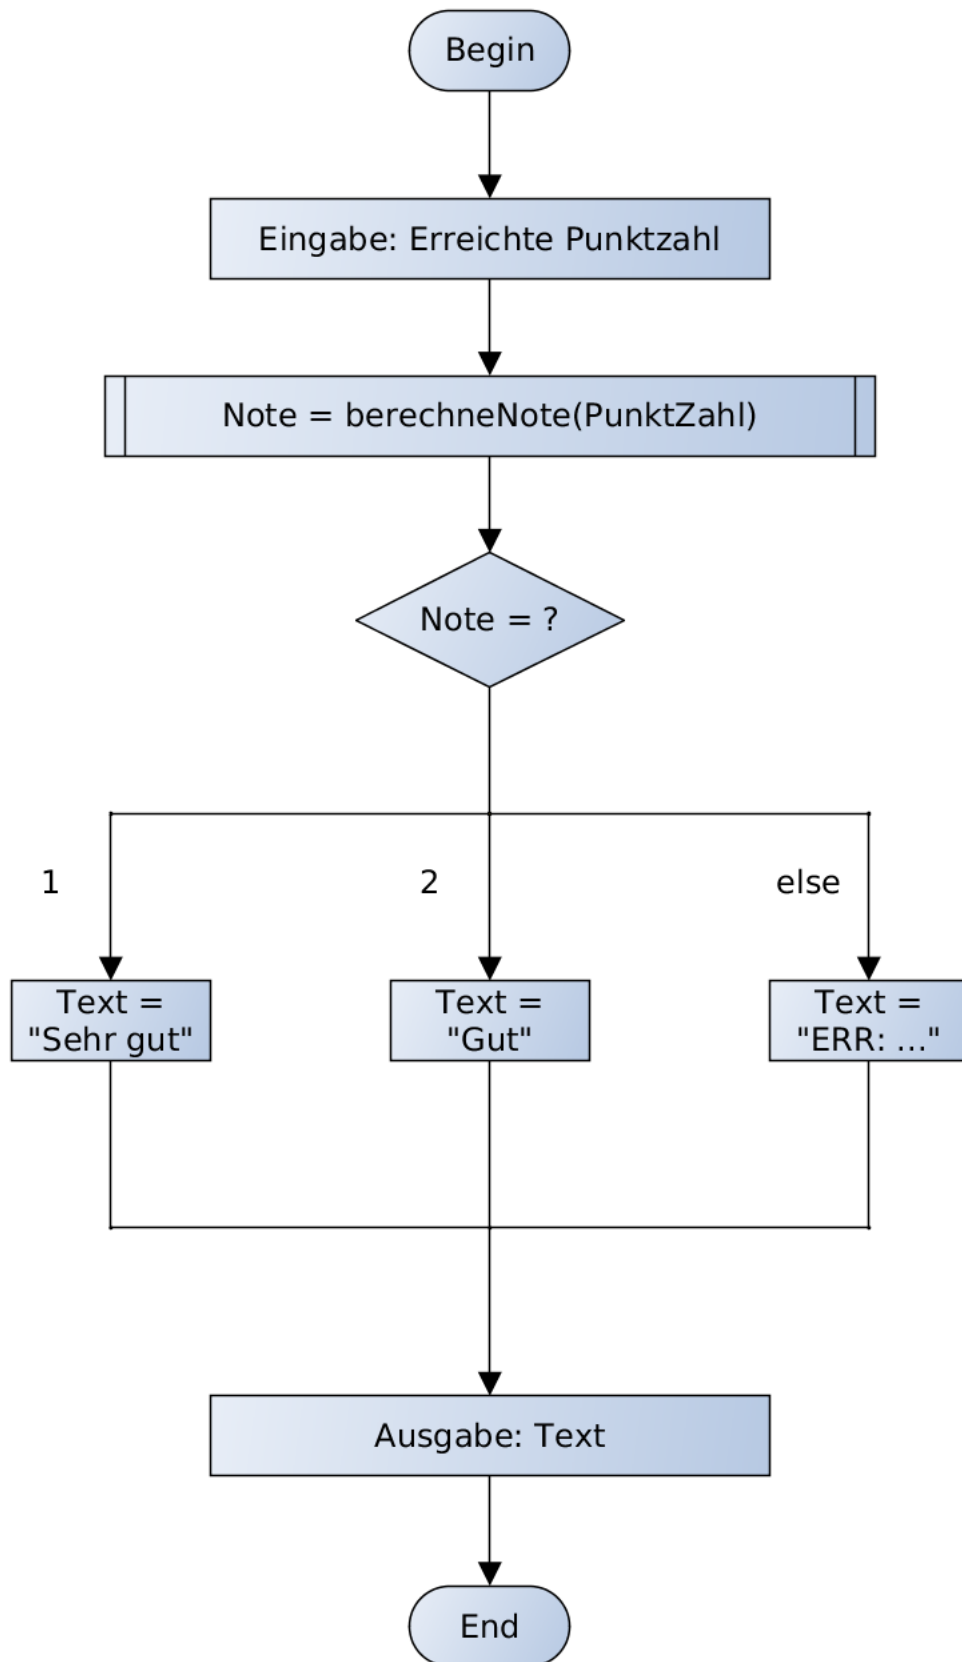 Begin
Eingabe: Erreichte Punktzahl
Note = berechneNote(PunktZahl)
Note = ?
1
2
else
Text =
"Sehr gut"
Text =
"Gut"
Text =
"ERR: ..."
Ausgabe: Text
End